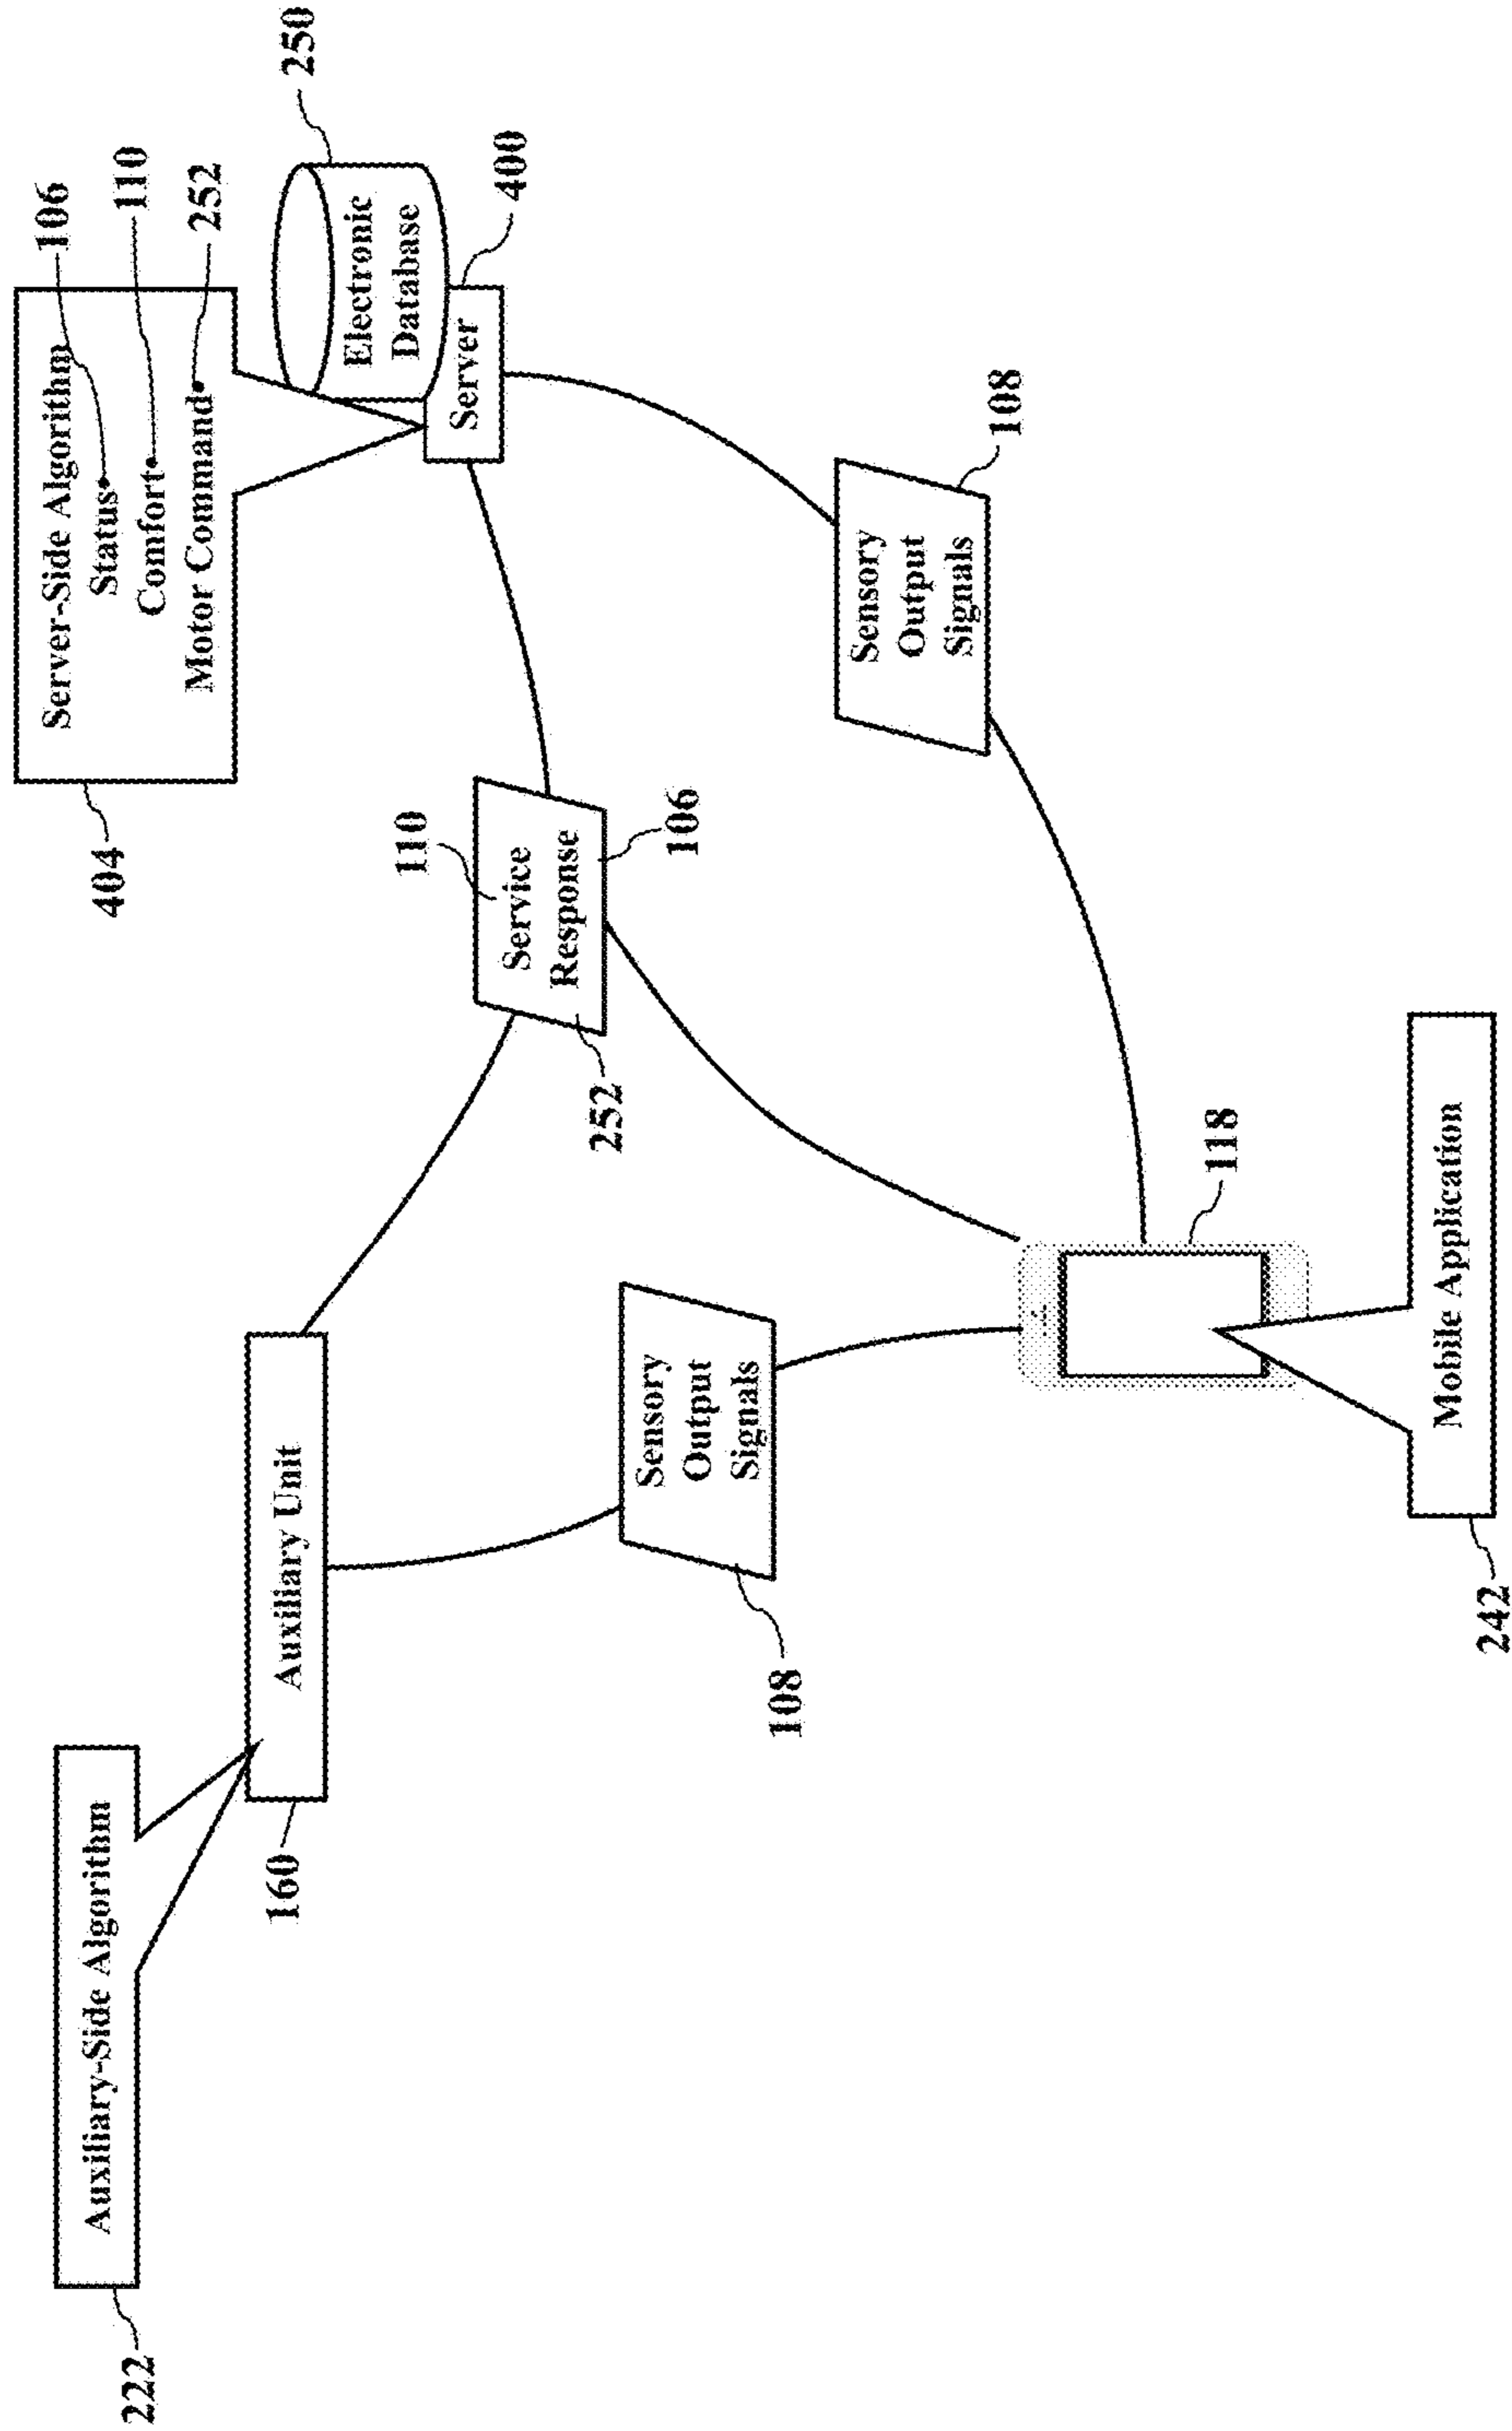 222
Auxiliary-Side Algorithm
160
Auxiliary Unit
108
Sensory
Output
Signals
242
Mobile Application
118
252
Service
Response
110
106
404
Server-Side Algorithm
Status
Comfort
Motor Command
106
110
252
250
Electronic
Database
400
Server
Sensory
Output
Signals
108